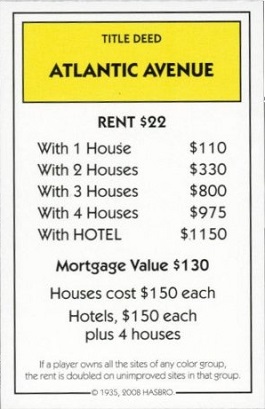 TITLE DEED
ATLANTIC AVENUE
RENT $22
With 1 House $110
With 2 Houses $330
With 3 Houses $800
With 4 Houses $975
With HOTEL $1150
Mortgage Value $130
Houses cost $150 each
Hotels, $150 each
plus 4 houses
If a player owns all the sites of any color group,
the rent is doubled on unimproved sites in that group.
© 1935, 2008 HASBRO